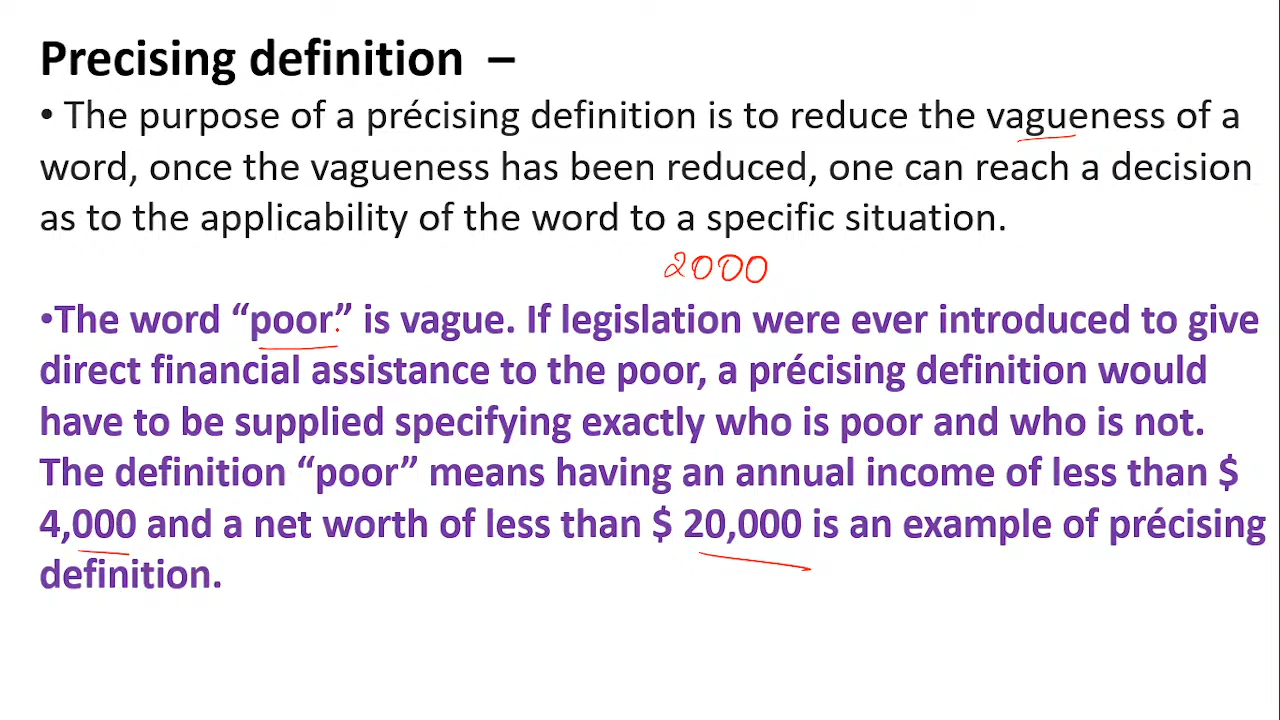 Precising definition –
• The purpose of a précising definition is to reduce the vagueness of a
word, once the vagueness has been reduced, one can reach a decision
as to the applicability of the word to a specific situation.
2000
•The word “poor” is vague. If legislation were ever introduced to give
direct financial assistance to the poor, a précising definition would
have to be supplied specifying exactly who is poor and who is not.
The definition “poor” means having an annual income of less than $
4,000 and a net worth of less than $ 20,000 is an example of précising
definition.